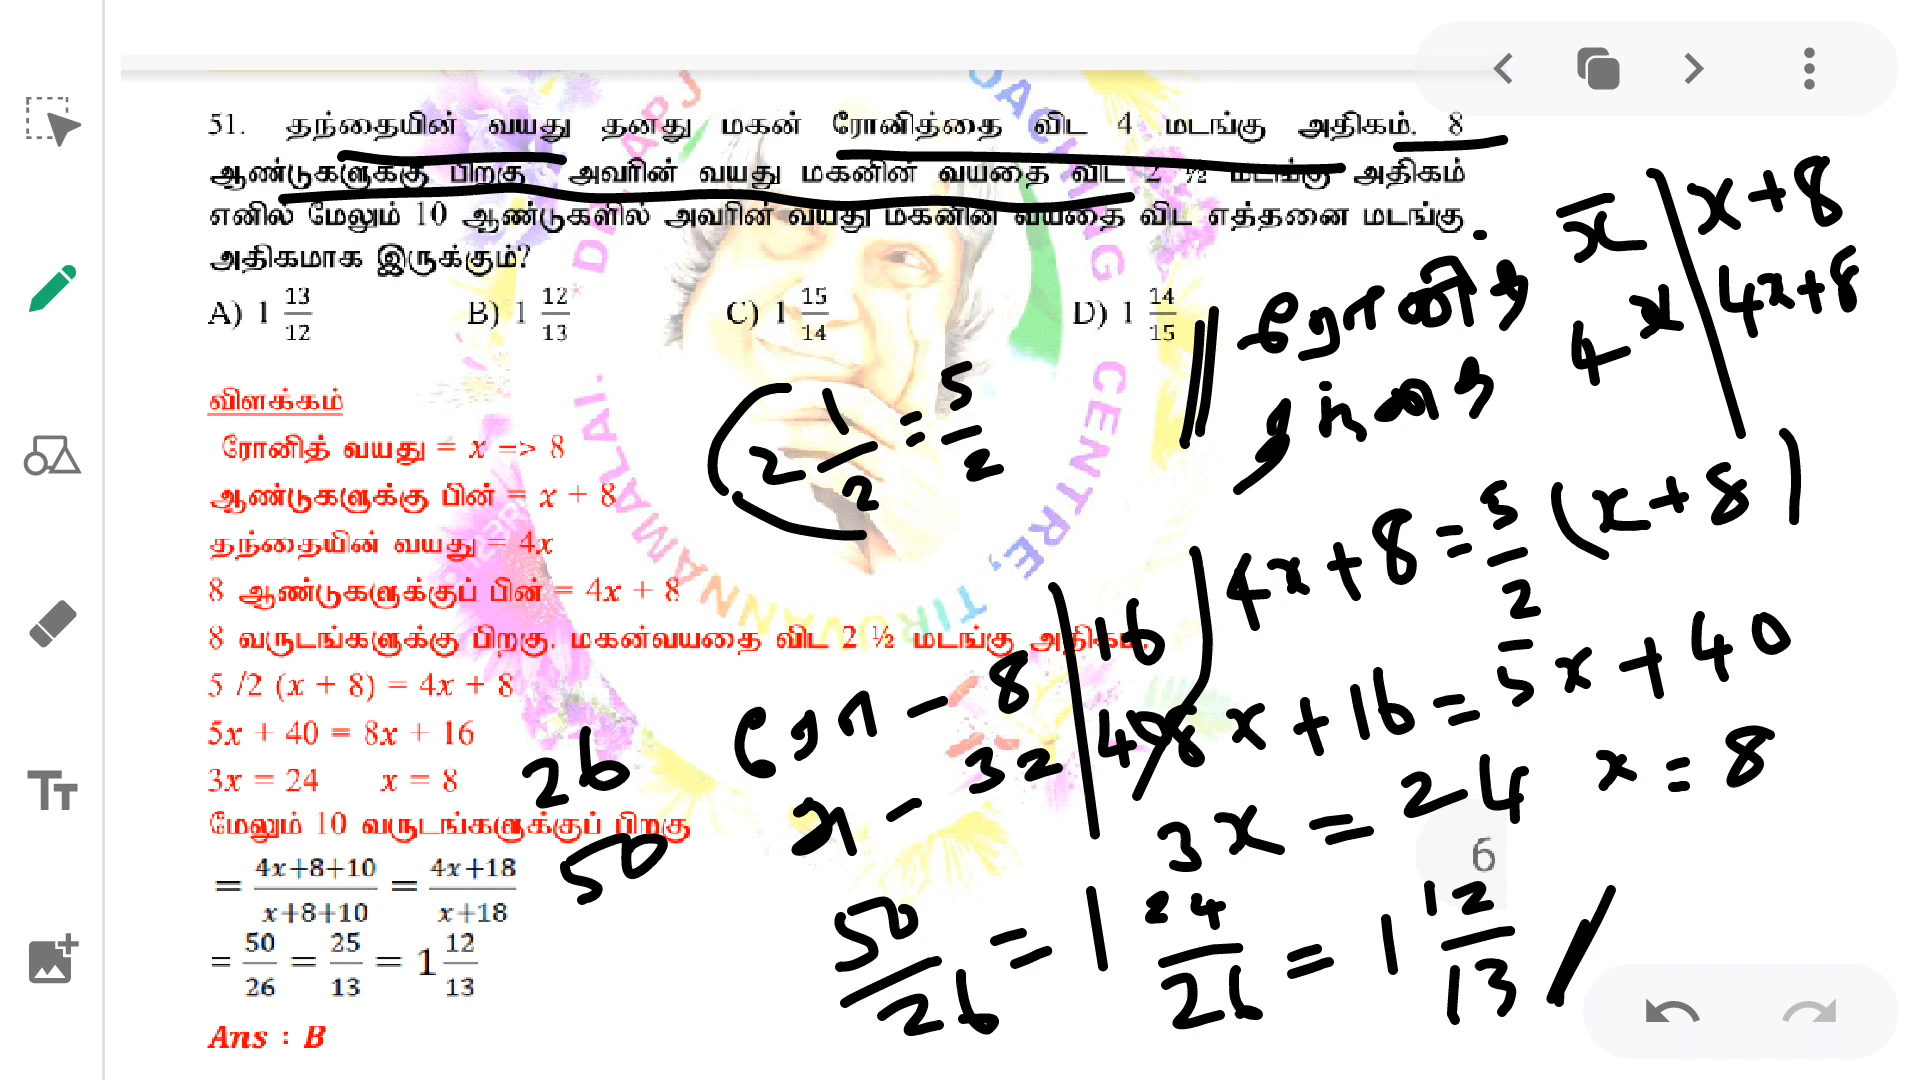 51. தந்தையின் வயது தனது மகன் ரோனித்தை விட 4 மடங்கு அதிகம். 8
ஆண்டுகளுக்கு பிறகு அவரின் வயது மகனின் வயதை விட 2 ½ மடங்கு அதிகம்
எனில் மேலும் 10 ஆண்டுகளில் அவரின் வயது மகனின் வயதை விட எத்தனை மடங்கு
அதிகமாக இருக்கும்?
A) 1 13/12 B) 1 12/13 C) 1 15/14 D) 1 14/15
விளக்கம்
ரோனித் வயது = x => 8
ஆண்டுகளுக்கு பின் = x + 8
தந்தையின் வயது = 4x
8 ஆண்டுகளுக்குப் பின் = 4x + 8
8 வருடங்களுக்கு பிறகு. மகன்வயதை விட 2 ½ மடங்கு அதிகம்.
5 /2 (x + 8) = 4x + 8
5x + 40 = 8x + 16
3x = 24 x = 8
மேலும் 10 வருடங்களுக்குப் பிறகு
= 4x+8+10/x+8+10 = 4x+18/x+18
= 50/26 = 25/13 = 1 12/13
Ans : B
ரோனித் x | x+8
4x | 4x+8
2 1/2 = 5/2
4x+8 = 5/2 (x+8)
8x+16 = 5x+40
3x = 24 x = 8
ரோ - 8 | 16
32 | 40
26
50
50/26 = 1 24/26 = 1 12/13
6
CENTRE, TIRUVANNAMALAI.